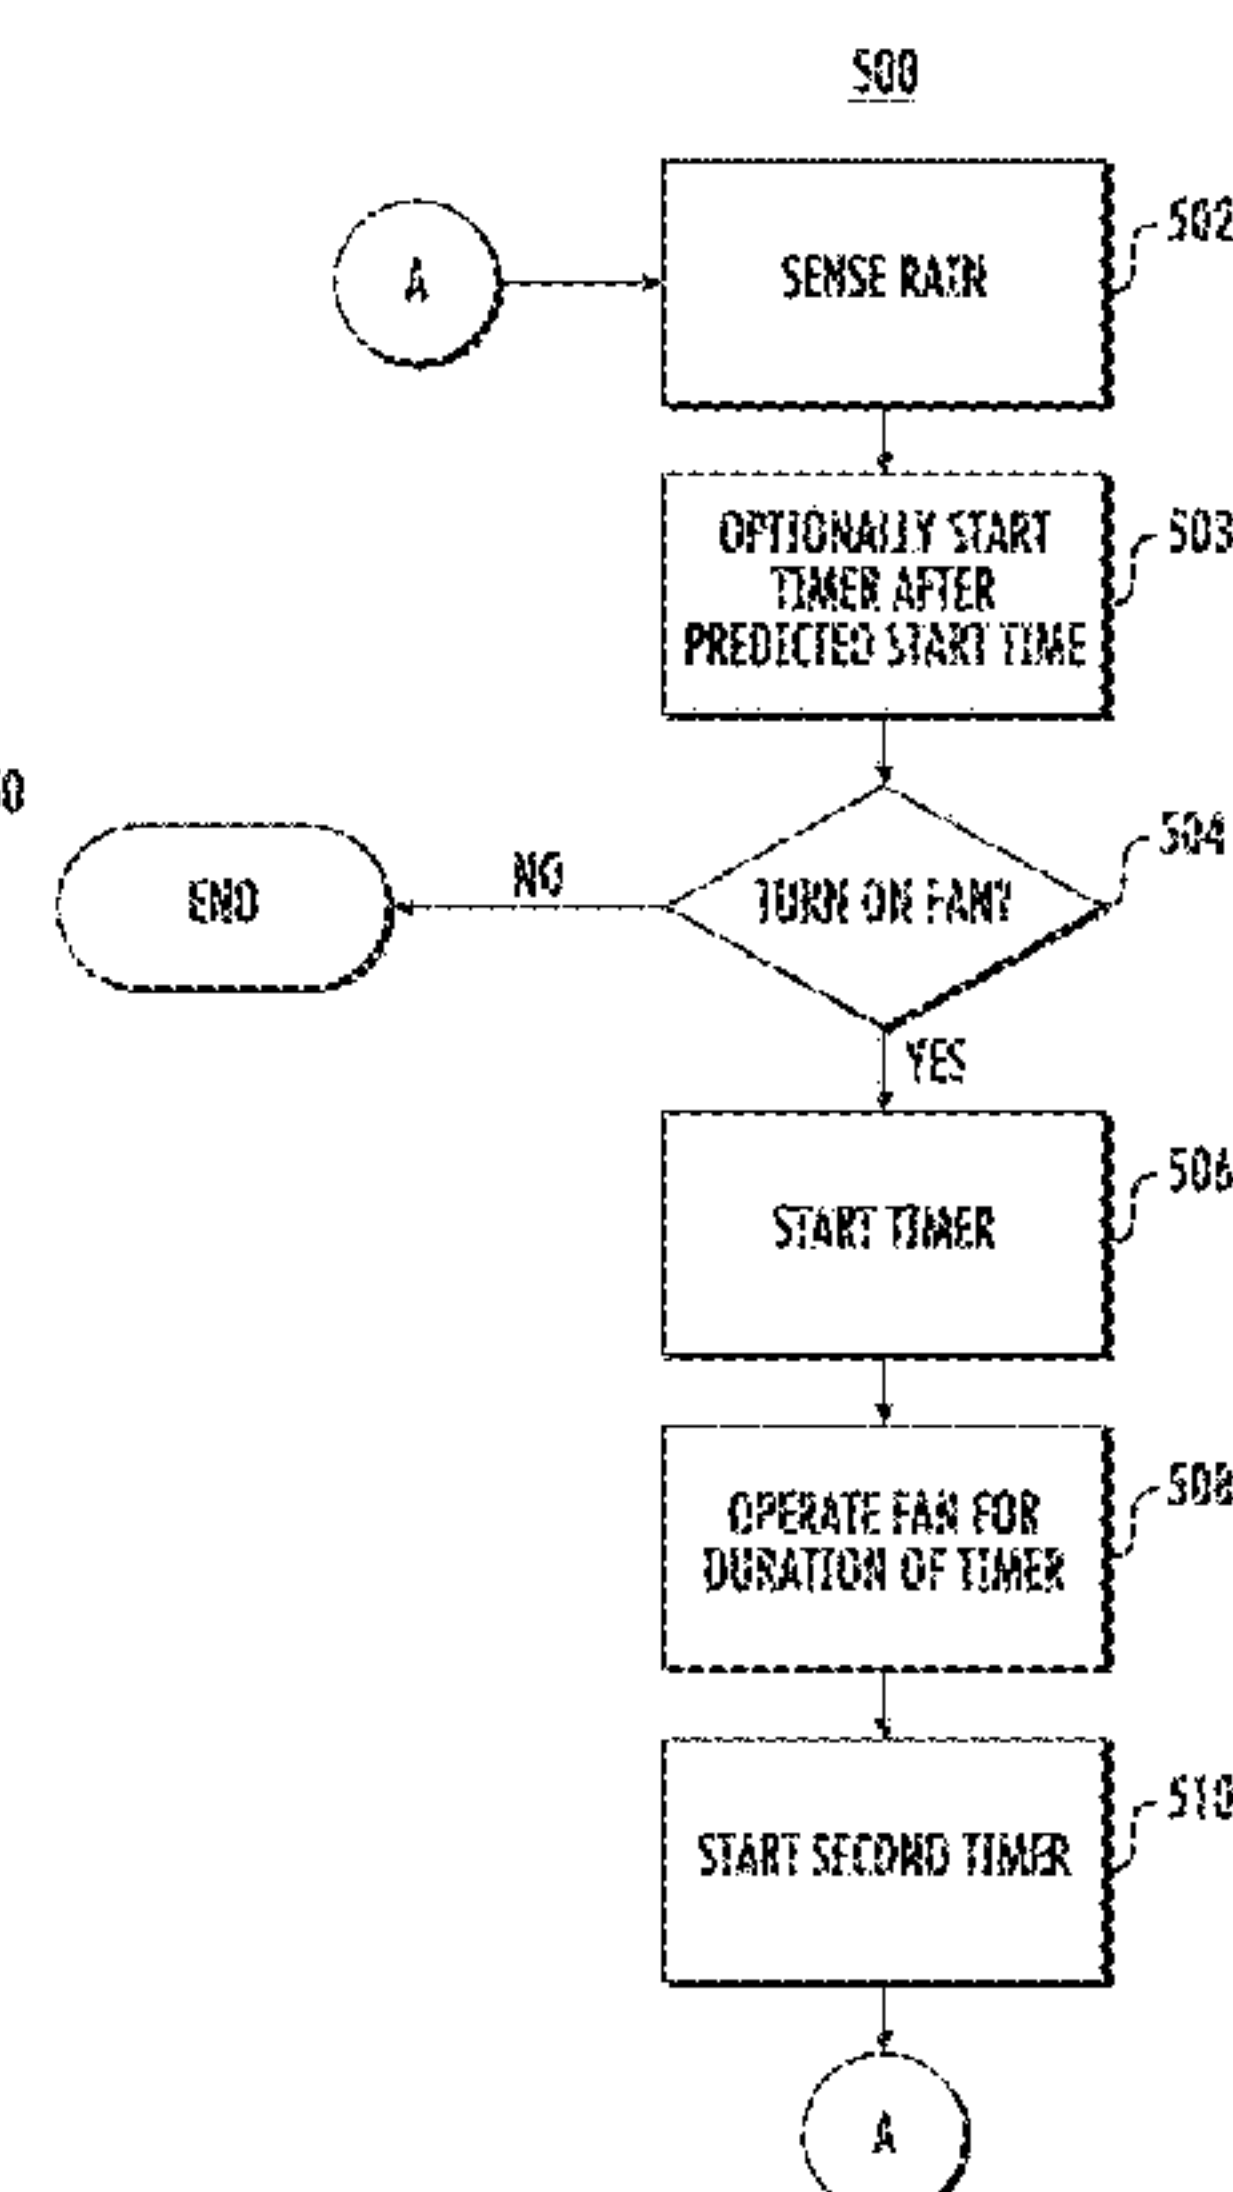 500
A
SENSE RAIN
502
OPTIONALLY START
TIMER AFTER
PREDICTED START TIME
503
TURN ON FAN?
504
NO
END
YES
START TIMER
506
OPERATE FAN FOR
DURATION OF TIMER
508
START SECOND TIMER
510
A